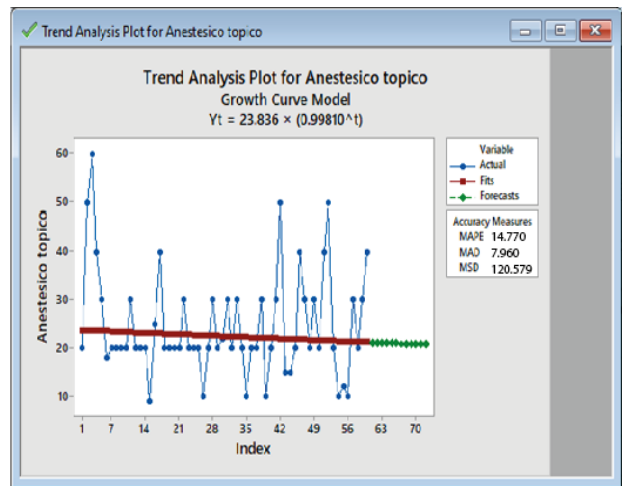 Trend Analysis Plot for Anestesico topico
Trend Analysis Plot for Anestesico topico
Growth Curve Model
Yt = 23.836 × (0.99810^t)
60
50
40
30
20
10
Anestesico topico
1 7 14 21 28 35 42 49 56 63 70
Index
Variable
Actual
Fits
Forecasts
Accuracy Measures
MAPE 14.770
MAD 7.960
MSD 120.579